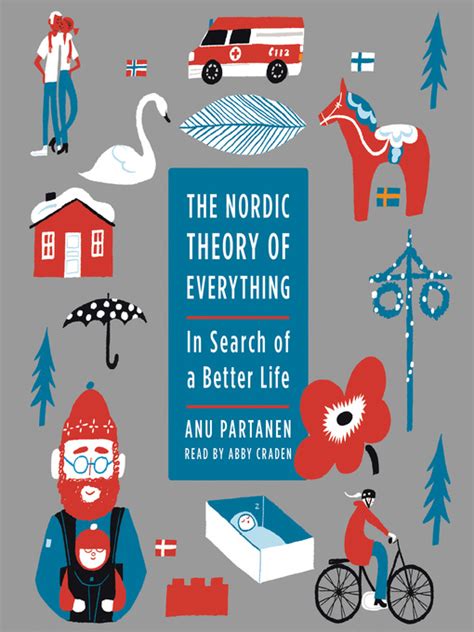 112
THE NORDIC
THEORY OF
EVERYTHING
In Search of
a Better Life
ANU PARTANEN
READ BY ABBY CRADEN
z